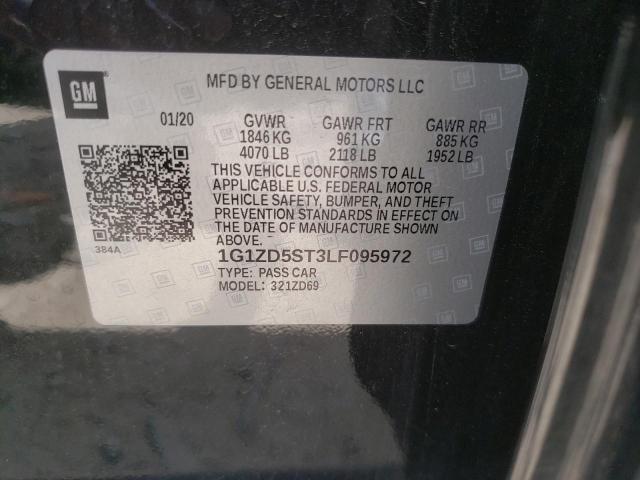 GM
MFD BY GENERAL MOTORS LLC
01/20 GVWR GAWR FRT GAWR RR
1846 KG 961 KG 885 KG
4070 LB 2118 LB 1952 LB
THIS VEHICLE CONFORMS TO ALL
APPLICABLE U.S. FEDERAL MOTOR
VEHICLE SAFETY, BUMPER, AND THEFT
PREVENTION STANDARDS IN EFFECT ON
THE DATE OF MANUFACTURE SHOWN
ABOVE.
384A
1G1ZD5ST3LF095972
TYPE: PASS CAR
MODEL: 321ZD69